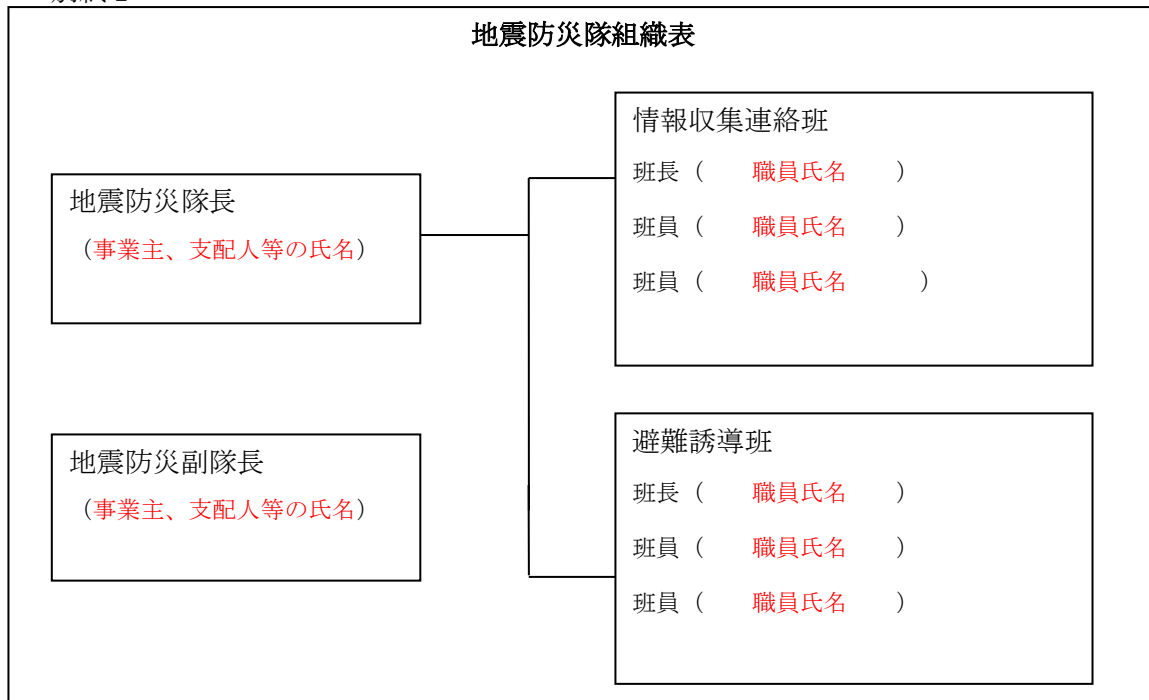 地震防災隊組織表
地震防災隊長
（事業主、支配人等の氏名）
地震防災副隊長
（事業主、支配人等の氏名）
情報収集連絡班
班長（　職員氏名　）
班員（　職員氏名　）
班員（　職員氏名　）
避難誘導班
班長（　職員氏名　）
班員（　職員氏名　）
班員（　職員氏名　）